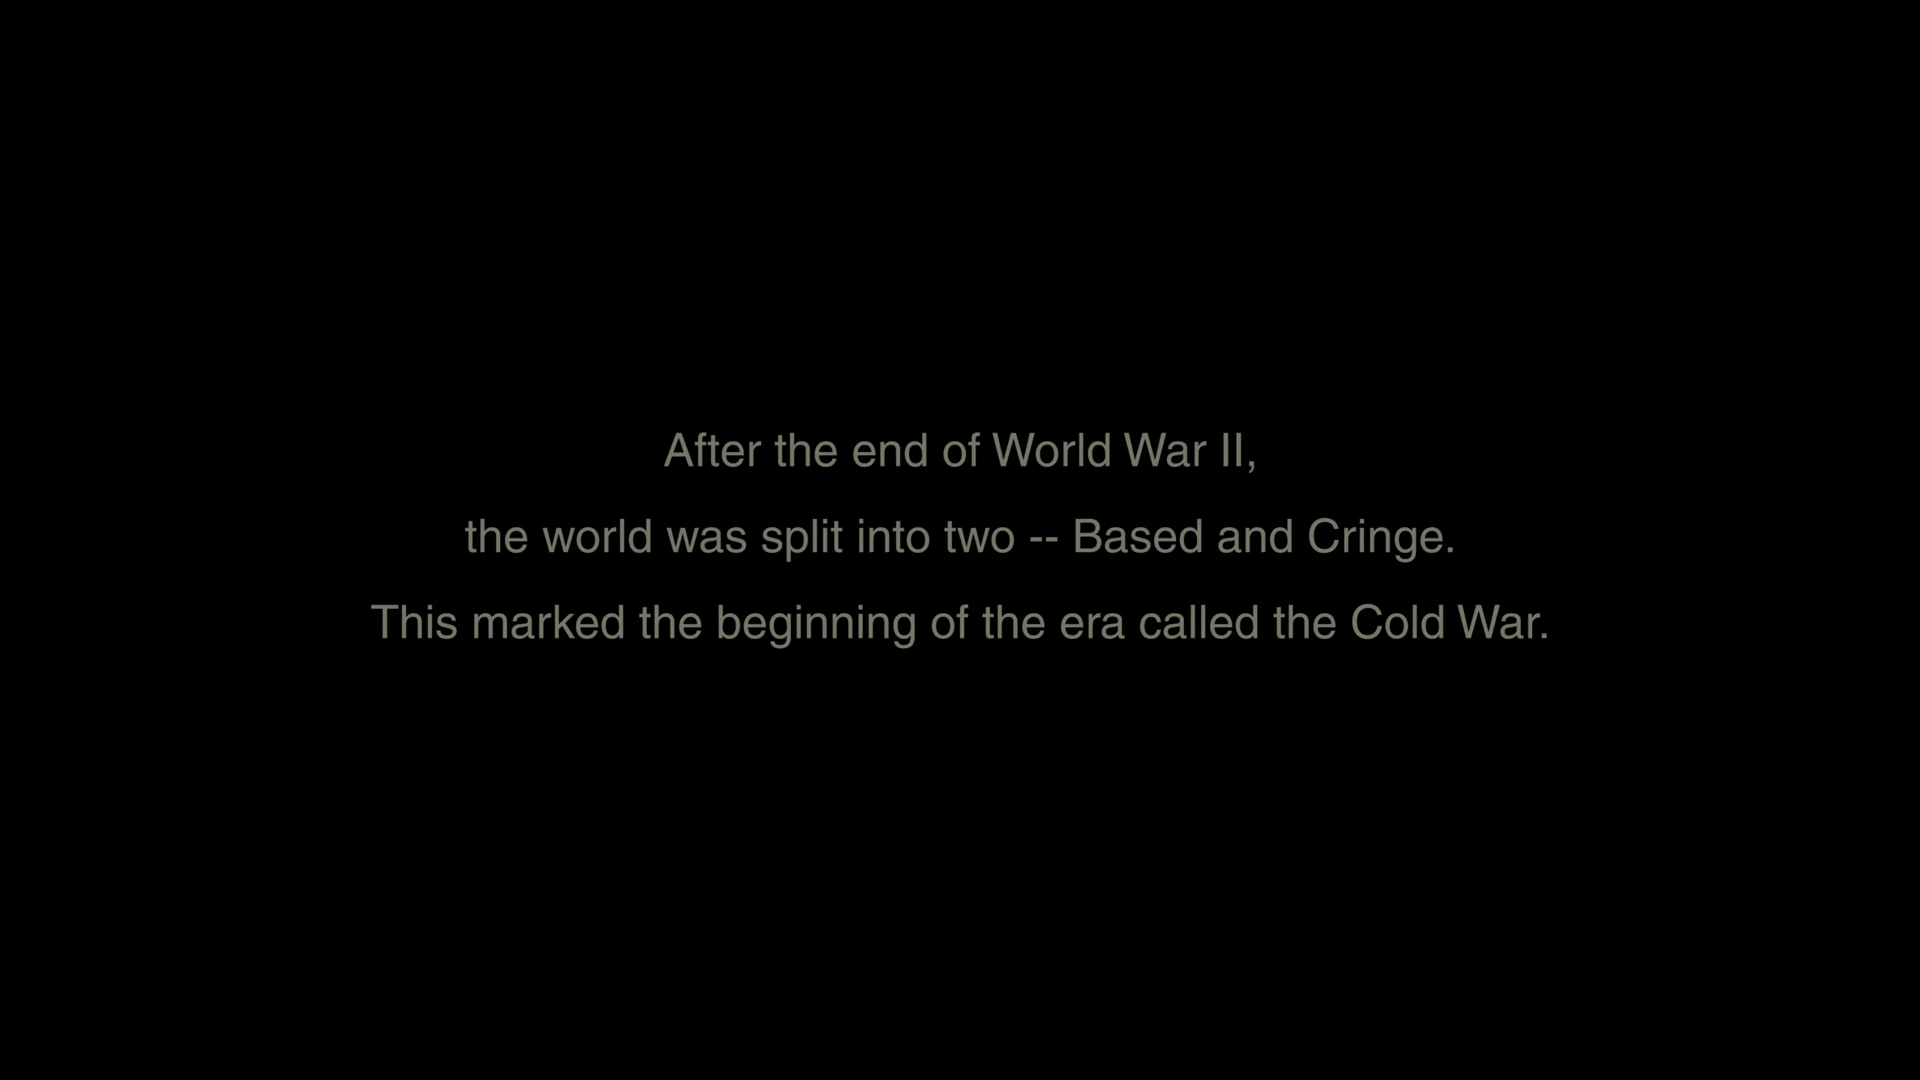 After the end of World War II,
the world was split into two -- Based and Cringe.
This marked the beginning of the era called the Cold War.